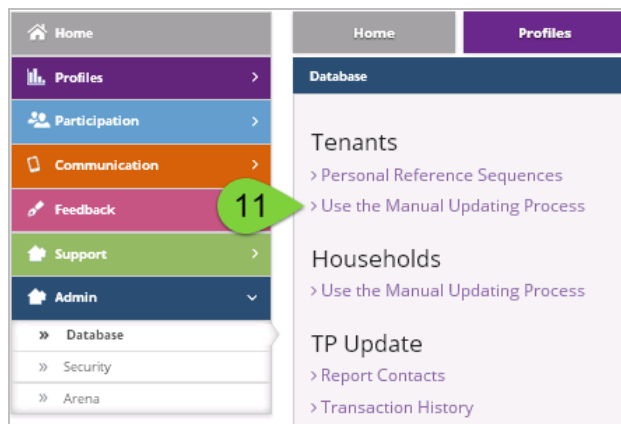 Home
Profiles
Participation
Communication
Feedback
Support
Admin
» Database
» Security
» Arena
Home
Profiles
Database
Tenants
> Personal Reference Sequences
11
> Use the Manual Updating Process
Households
> Use the Manual Updating Process
TP Update
> Report Contacts
> Transaction History